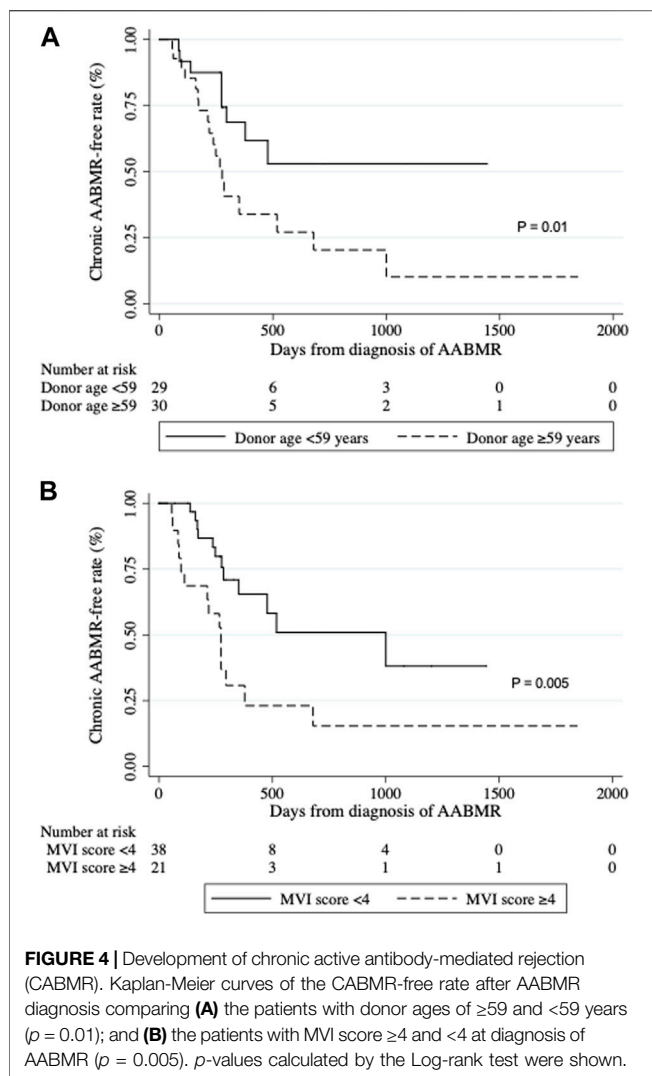 A
Chronic AABMR-free rate (%)
1.00
0.75
0.50
0.25
0.00
P = 0.01
0 500 1000 1500 2000
Days from diagnosis of AABMR
Number at risk
Donor age <59 29 6 3 0 0
Donor age ≥59 30 5 2 1 0
Donor age <59 years Donor age ≥59 years
B
Chronic AABMR-free rate (%)
1.00
0.75
0.50
0.25
0.00
P = 0.005
0 500 1000 1500 2000
Days from diagnosis of AABMR
Number at risk
MVI score <4 38 8 4 0 0
MVI score ≥4 21 3 1 1 0
MVI score <4 MVI score ≥4
FIGURE 4 | Development of chronic active antibody-mediated rejection
(CABMR). Kaplan-Meier curves of the CABMR-free rate after AABMR
diagnosis comparing (A) the patients with donor ages of ≥59 and <59 years
(p = 0.01); and (B) the patients with MVI score ≥4 and <4 at diagnosis of
AABMR (p = 0.005). p-values calculated by the Log-rank test were shown.